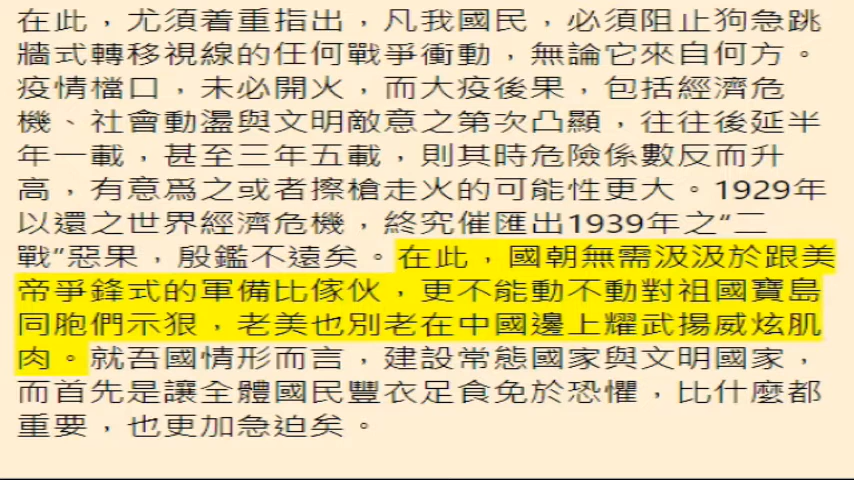 在此，尤須着重指出，凡我國民，必須阻止狗急跳
牆式轉移視線的任何戰爭衝動，無論它來自何方。
疫情檔口，未必開火，而大疫後果，包括經濟危
機、社會動盪與文明敵意之第次凸顯，往往後延半
年一載，甚至三年五載，則其時危險係數反而升
高，有意爲之或者擦槍走火的可能性更大。1929年
以還之世界經濟危機，終究催匯出1939年之“二
戰”惡果，殷鑑不遠矣。在此，國朝無需汲汲於跟美
帝爭鋒式的軍備比傢伙，更不能動不動對祖國寶島
同胞們示狠，老美也別老在中國邊上耀武揚威炫肌
肉。就吾國情形而言，建設常態國家與文明國家，
而首先是讓全體國民豐衣足食免於恐懼，比什麼都
重要，也更加急迫矣。